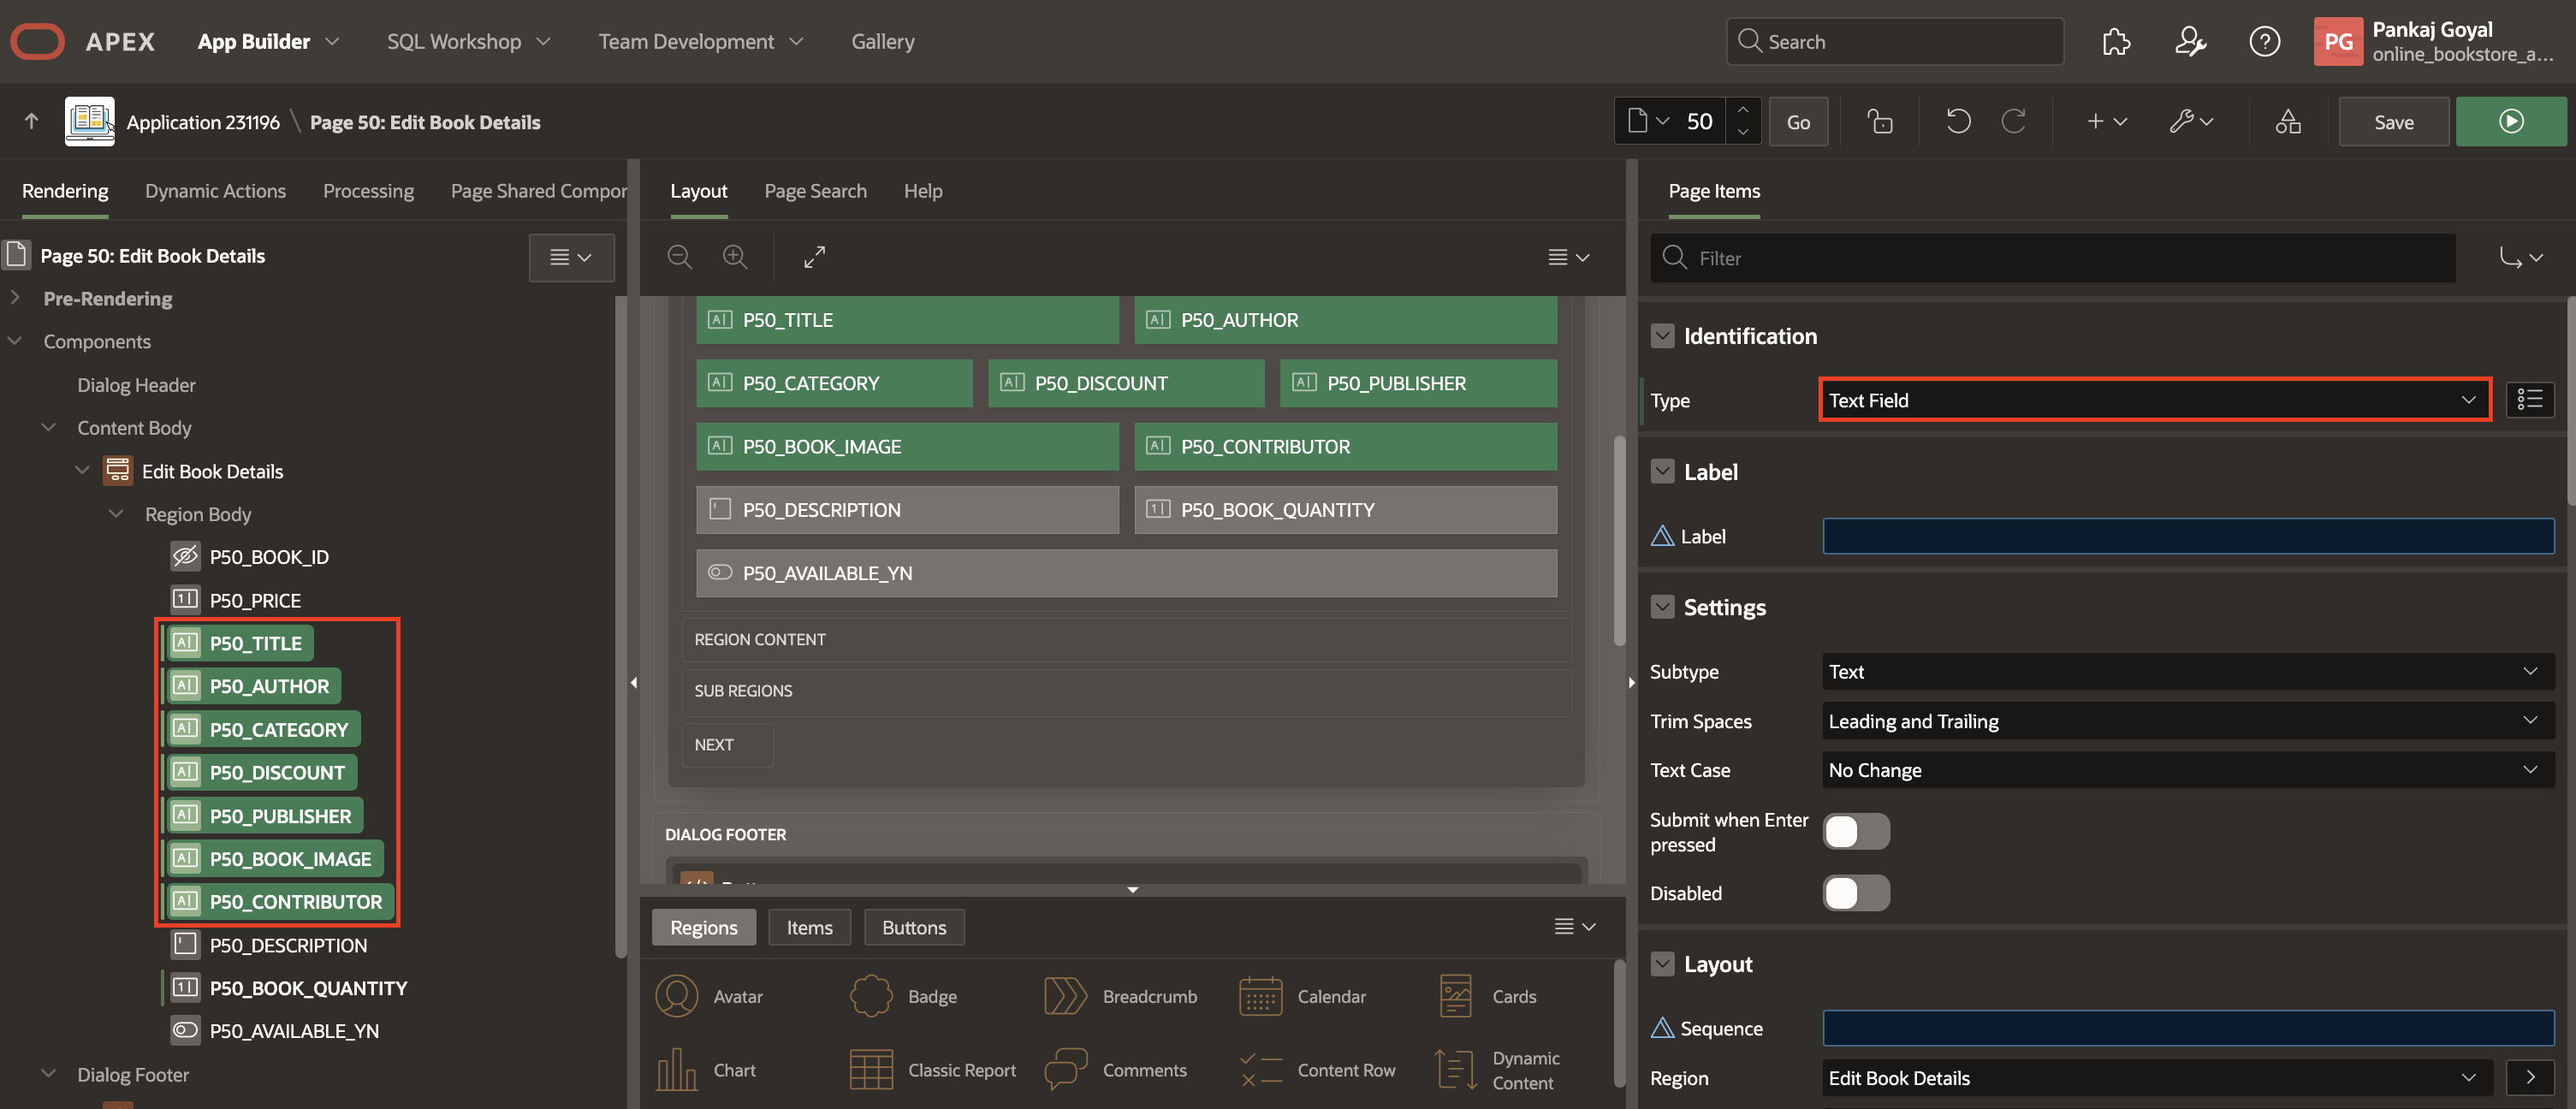 APEX App Builder SQL Workshop Team Development Gallery Search PG Pankaj Goyal
online_bookstore_a...
Application 231196 \ Page 50: Edit Book Details 50 Go Save
Rendering Dynamic Actions Processing Page Shared Compor
Page 50: Edit Book Details
Pre-Rendering
Components
Dialog Header
Content Body
Edit Book Details
Region Body
P50_BOOK_ID
P50_PRICE
P50_TITLE
P50_AUTHOR
P50_CATEGORY
P50_DISCOUNT
P50_PUBLISHER
P50_BOOK_IMAGE
P50_CONTRIBUTOR
P50_DESCRIPTION
P50_BOOK_QUANTITY
P50_AVAILABLE_YN
Dialog Footer
Layout Page Search Help
P50_TITLE P50_AUTHOR
P50_CATEGORY P50_DISCOUNT P50_PUBLISHER
P50_BOOK_IMAGE P50_CONTRIBUTOR
P50_DESCRIPTION P50_BOOK_QUANTITY
P50_AVAILABLE_YN
REGION CONTENT
SUB REGIONS
NEXT
DIALOG FOOTER
Regions Items Buttons
Avatar Badge Breadcrumb Calendar Cards
Chart Classic Report Comments Content Row Dynamic
Content
Page Items
Filter
Identification
Type Text Field
Label
Label
Settings
Subtype Text
Trim Spaces Leading and Trailing
Text Case No Change
Submit when Enter
pressed
Disabled
Layout
Sequence
Region Edit Book Details